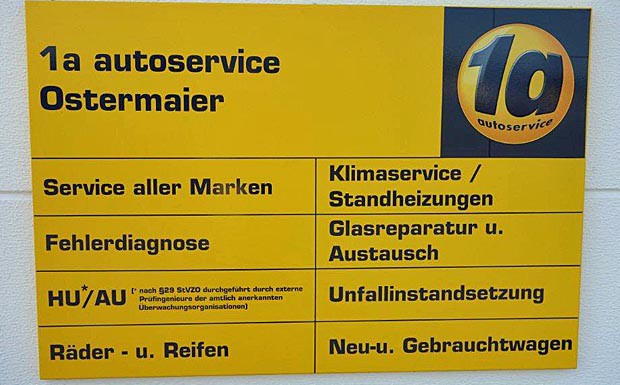 1a autoservice
Ostermaier
1a
autoservice
Service aller Marken
Klimaservice /
Standheizungen
Fehlerdiagnose
Glasreparatur u.
Austausch
HU*/AU (* nach §29 StVZO durchgeführt durch externe
Prüfingenieure der amtlich anerkannten
Überwachungsorganisationen)
Unfallinstandsetzung
Räder - u. Reifen
Neu-u. Gebrauchtwagen